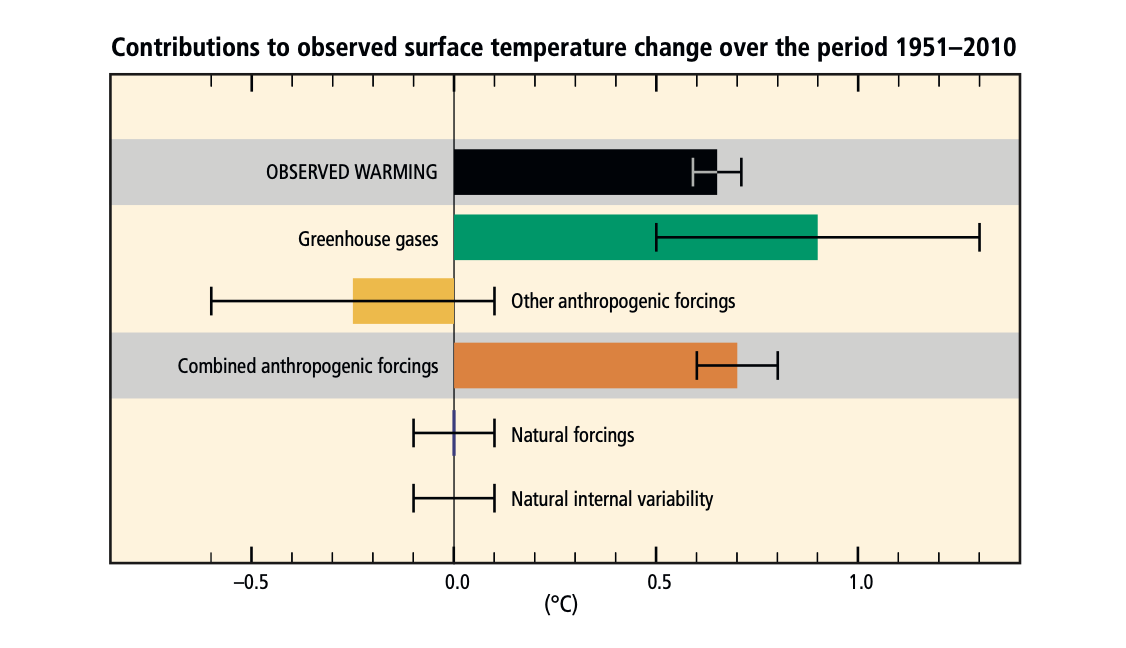 Contributions to observed surface temperature change over the period 1951–2010
OBSERVED WARMING
Greenhouse gases
Other anthropogenic forcings
Combined anthropogenic forcings
Natural forcings
Natural internal variability
–0.5 0.0 0.5 1.0
(°C)